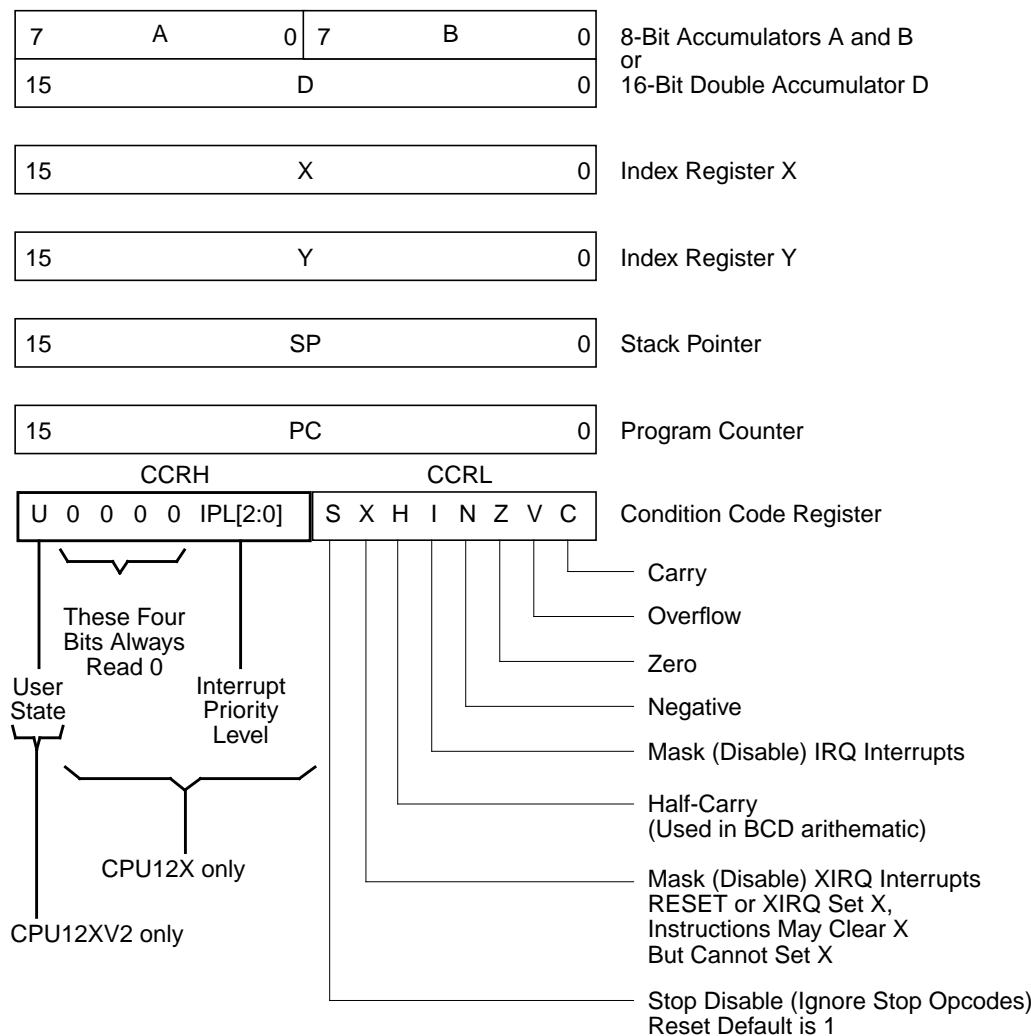 7 A 0 7 B 0 8-Bit Accumulators A and B
or
15 D 0 16-Bit Double Accumulator D
15 X 0 Index Register X
15 Y 0 Index Register Y
15 SP 0 Stack Pointer
15 PC 0 Program Counter
CCRH CCRL
U 0 0 0 0 IPL[2:0] S X H I N Z V C Condition Code Register
Carry
Overflow
Zero
Negative
Mask (Disable) IRQ Interrupts
Half-Carry
(Used in BCD arithematic)
Mask (Disable) XIRQ Interrupts
RESET or XIRQ Set X,
Instructions May Clear X
But Cannot Set X
Stop Disable (Ignore Stop Opcodes)
Reset Default is 1
These Four
Bits Always
Read 0
User
State
Interrupt
Priority
Level
CPU12X only
CPU12XV2 only